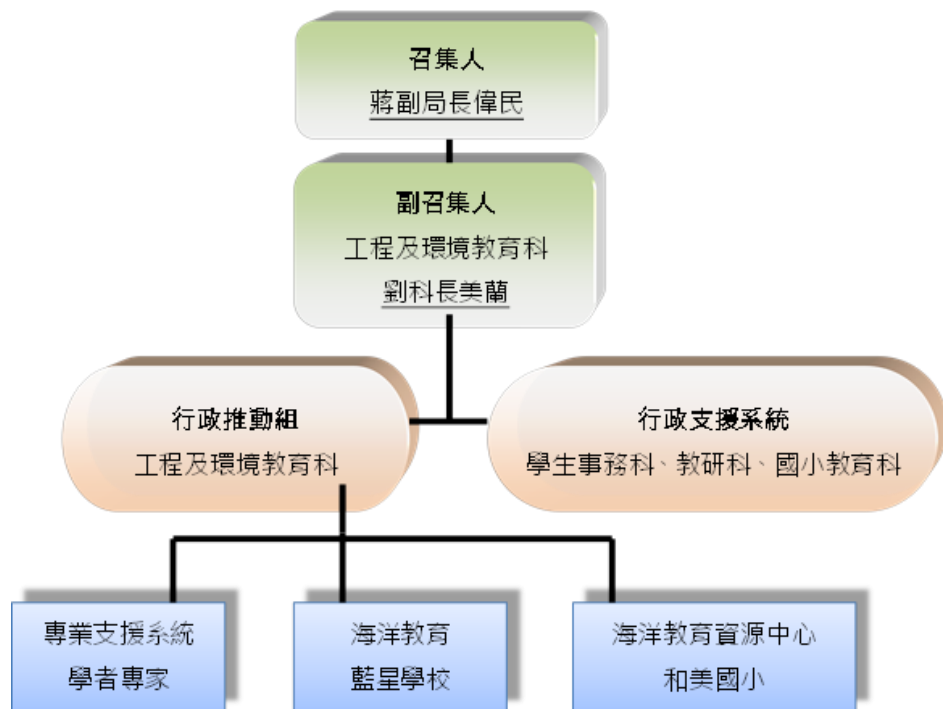 召集人
蔣副局長偉民
副召集人
工程及環境教育科
劉科長美蘭
行政推動組
工程及環境教育科
行政支援系統
學生事務科、教研科、國小教育科
專業支援系統
學者專家
海洋教育
藍星學校
海洋教育資源中心
和美國小